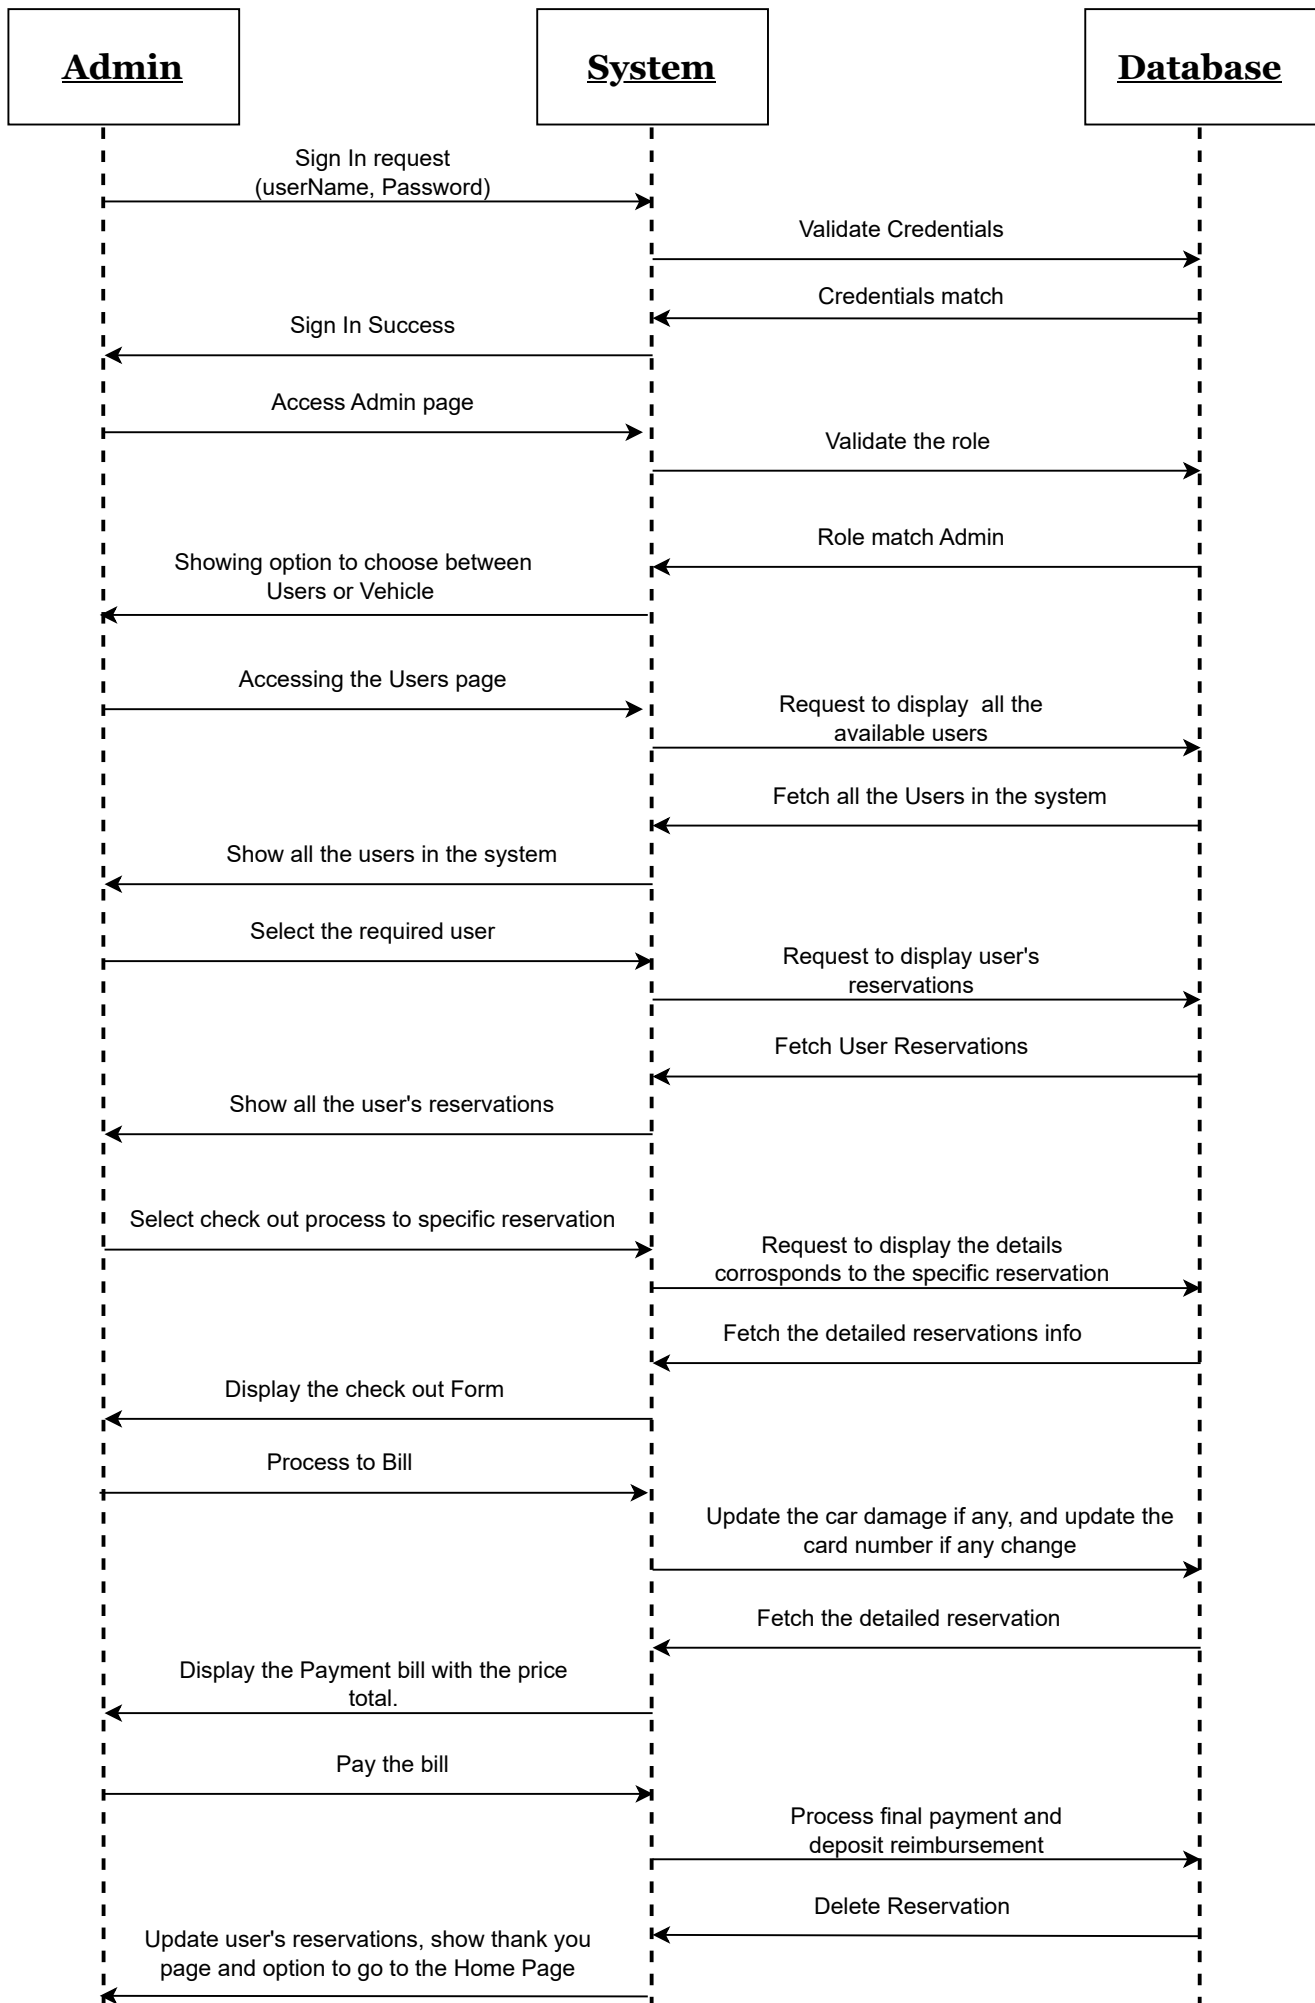 Admin
System
Database
Sign In request
(userName, Password)
Validate Credentials
Credentials match
Sign In Success
Access Admin page
Validate the role
Role match Admin
Showing option to choose between
Users or Vehicle
Accessing the Users page
Request to display  all the
available users
Fetch all the Users in the system
Show all the users in the system
Select the required user
Request to display user's
reservations
Fetch User Reservations
Show all the user's reservations
Select check out process to specific reservation
Request to display the details
corrosponds to the specific reservation
Fetch the detailed reservations info
Display the check out Form
Process to Bill
Update the car damage if any, and update the
card number if any change
Fetch the detailed reservation
Display the Payment bill with the price
total.
Pay the bill
Process final payment and
deposit reimbursement
Delete Reservation
Update user's reservations, show thank you
page and option to go to the Home Page